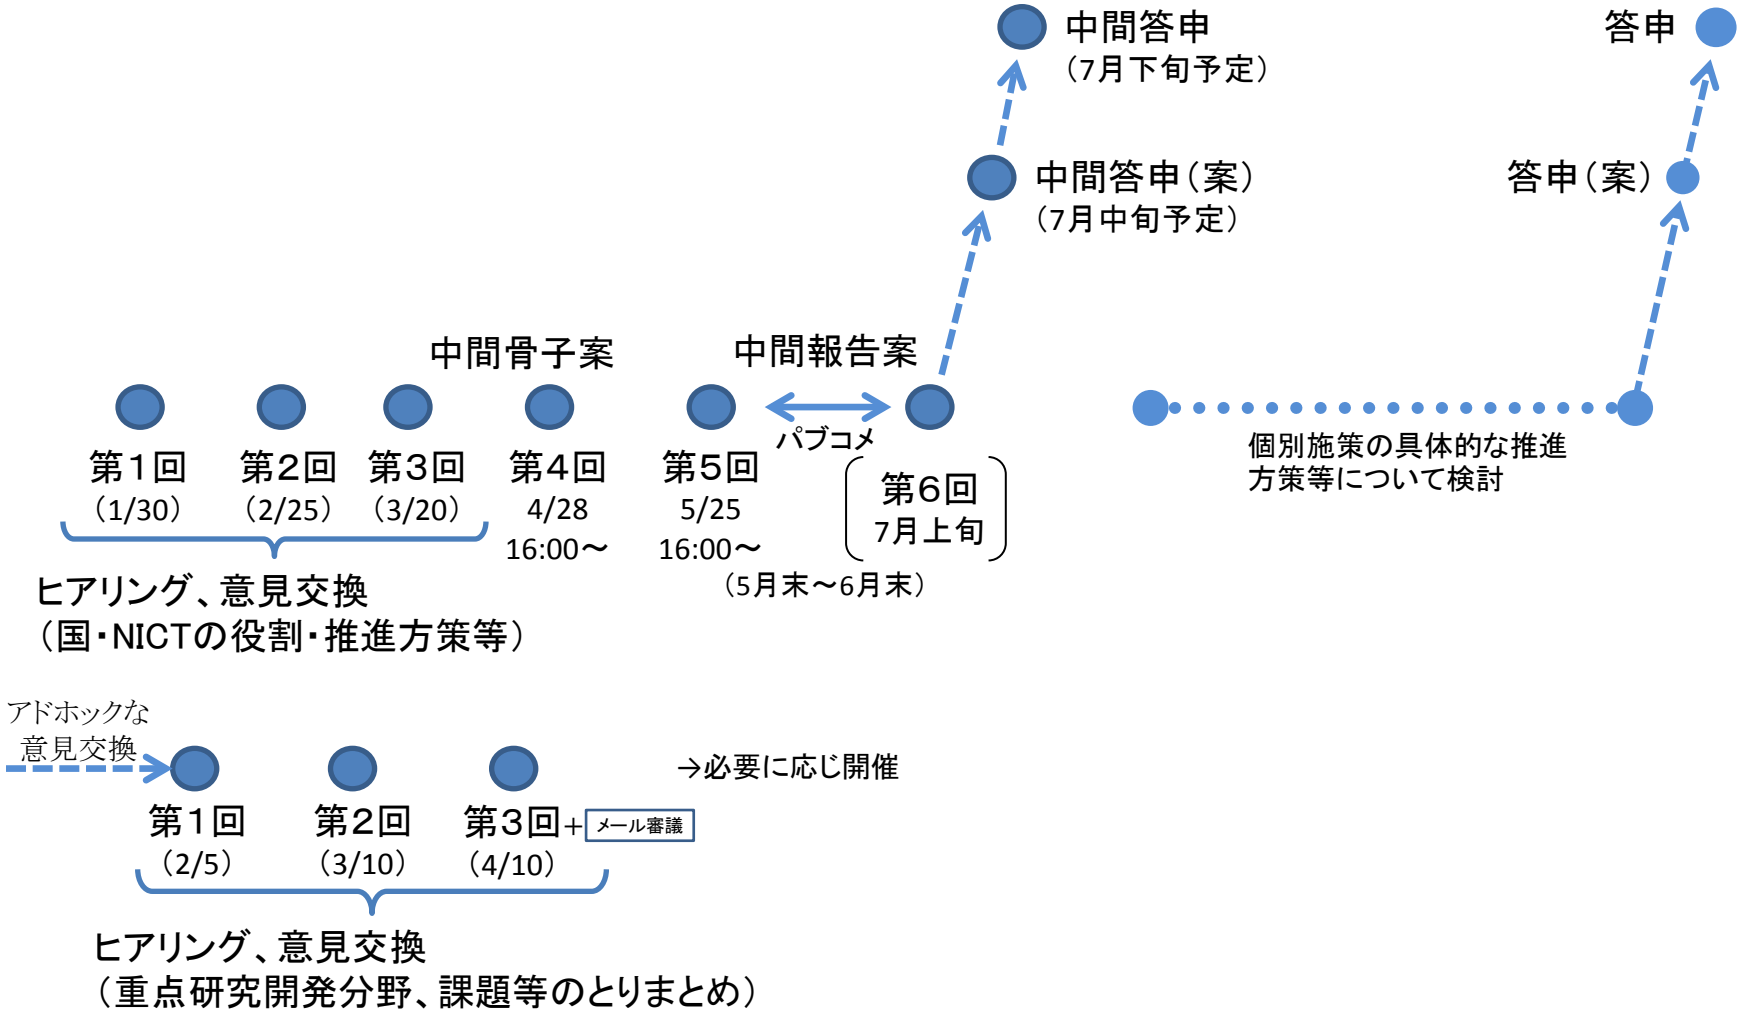 中間答申
（7月下旬予定）
答申
中間答申（案）
（7月中旬予定）
答申（案）
中間骨子案
中間報告案
パブコメ
第１回
（1/30）
第２回
（2/25）
第３回
（3/20）
第４回
4/28
16:00～
第５回
5/25
16:00～
第６回
7月上旬
（5月末～6月末）
個別施策の具体的な推進
方策等について検討
ヒアリング、意見交換
（国・NICTの役割・推進方策等）
アドホックな
意見交換
第１回
（2/5）
第２回
（3/10）
第３回+ メール審議
（4/10）
→必要に応じ開催
ヒアリング、意見交換
（重点研究開発分野、課題等のとりまとめ）